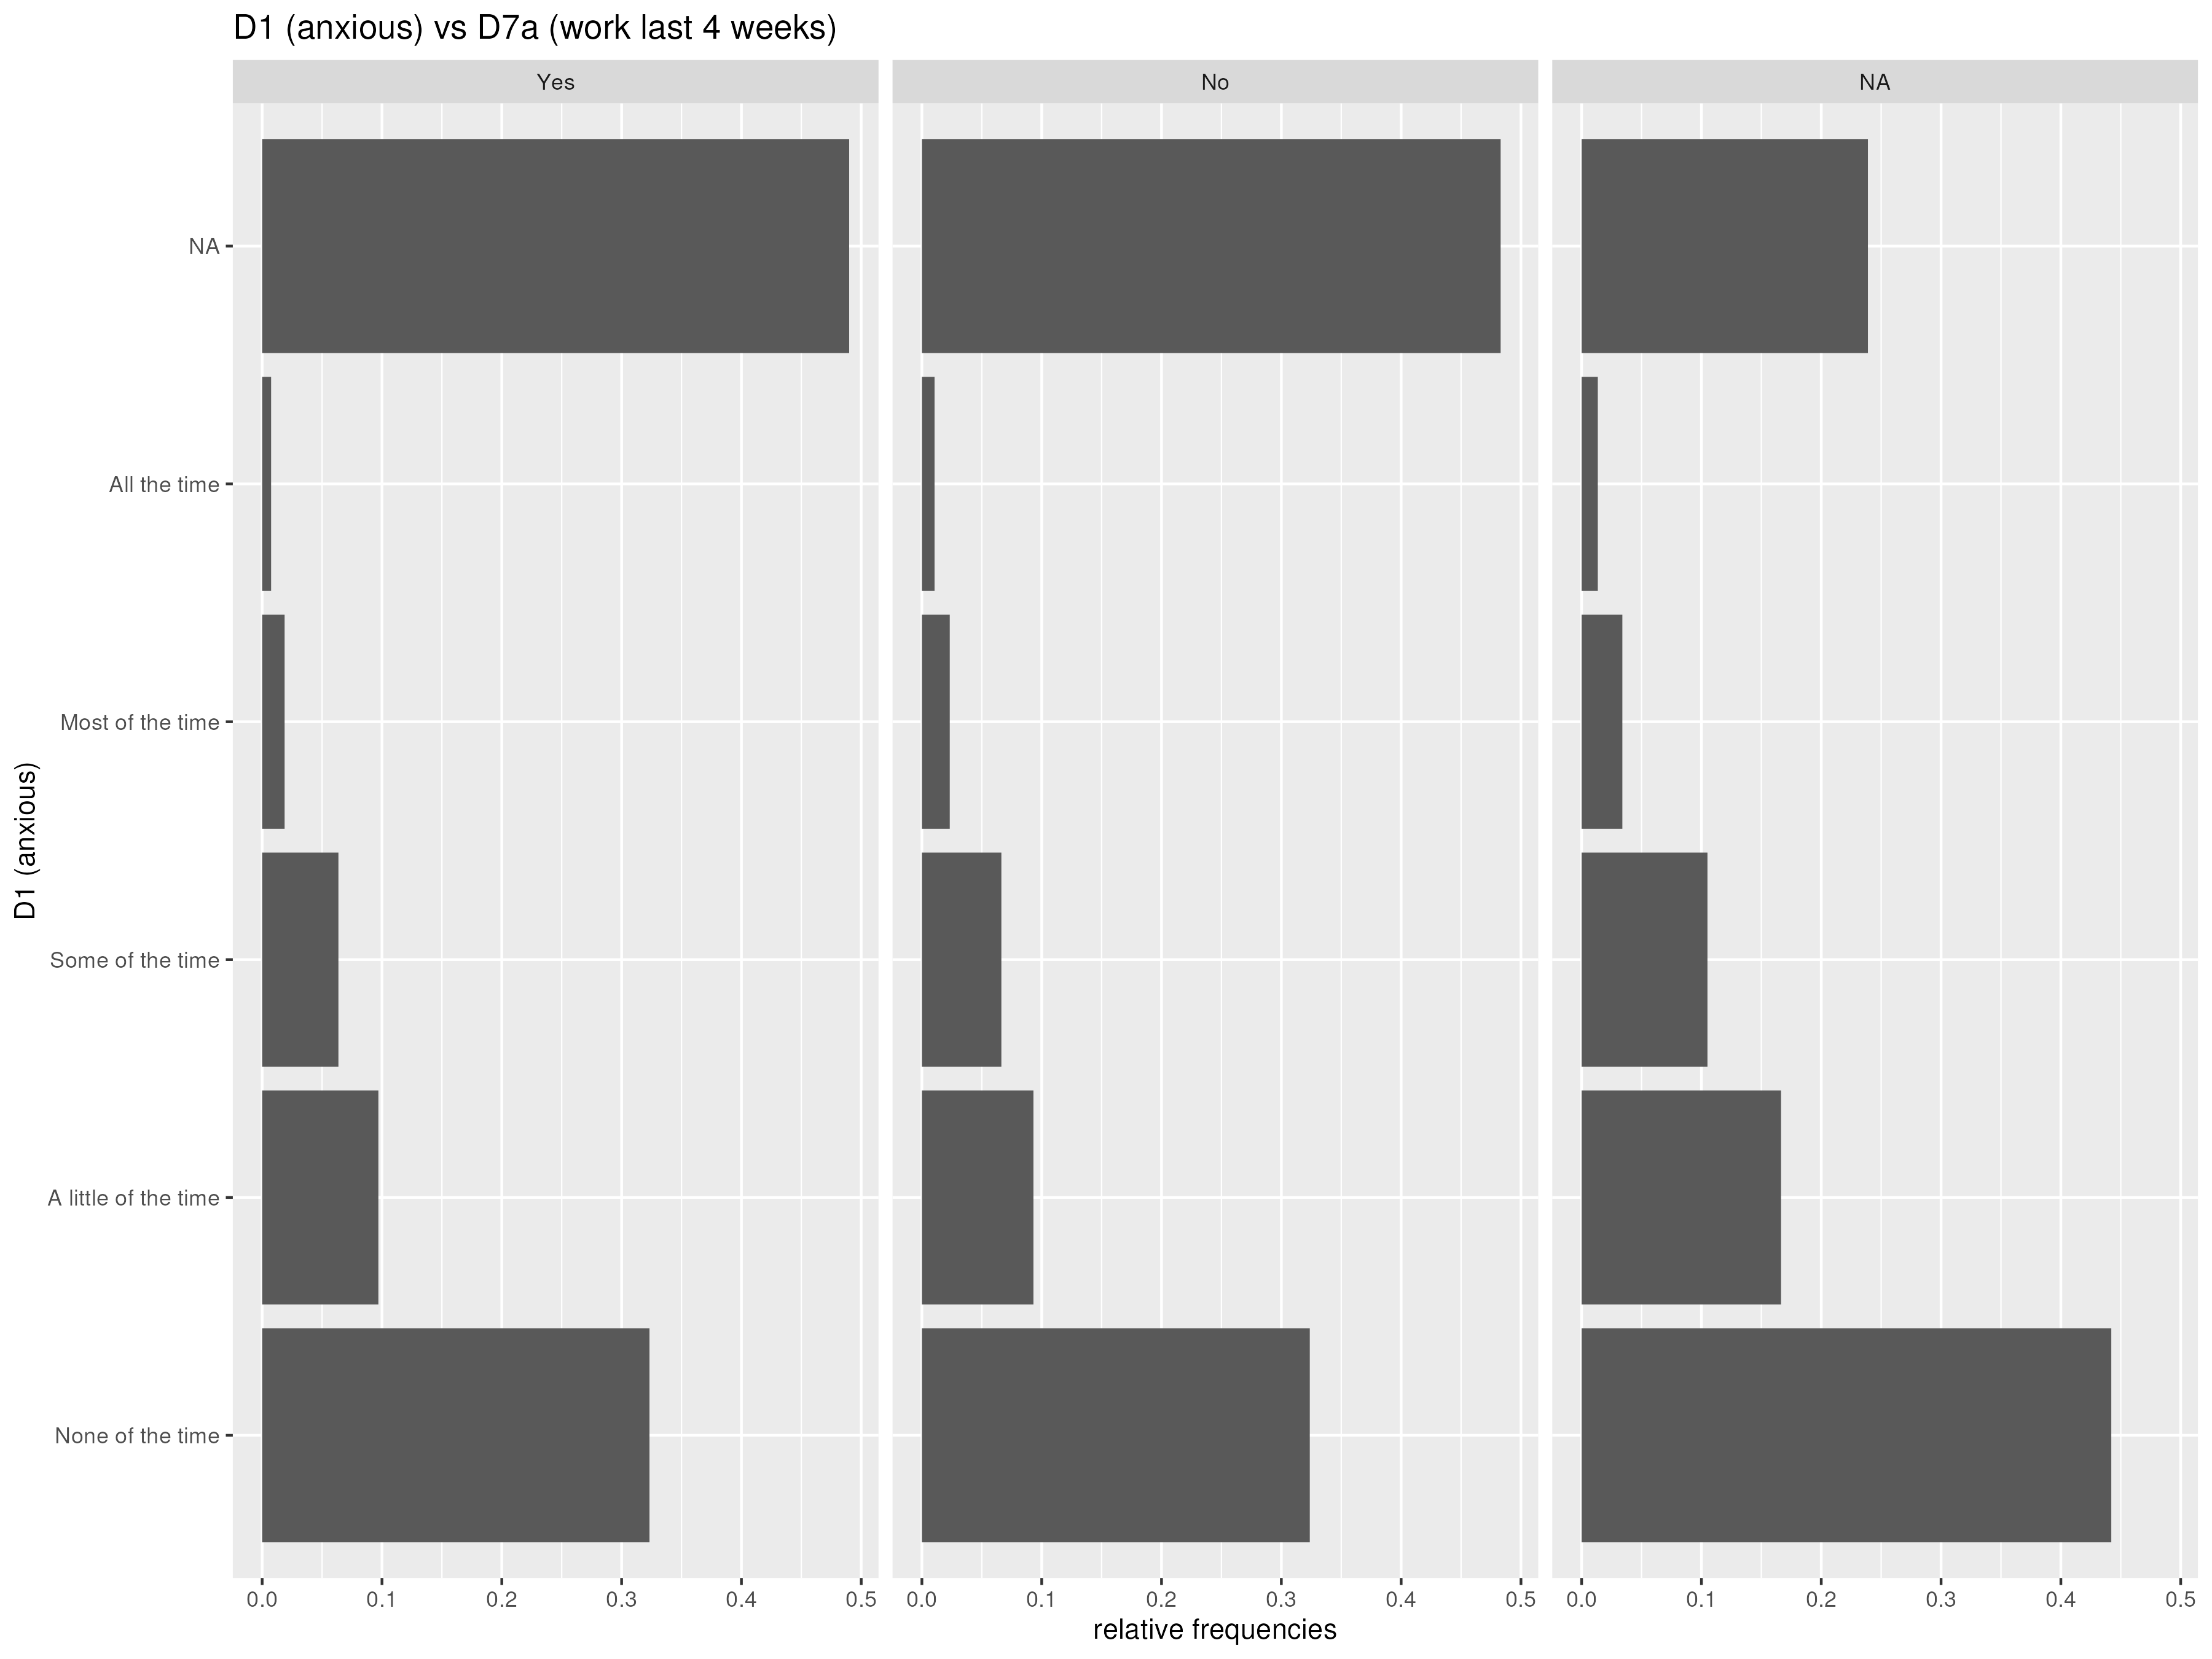 D1 (anxious) vs D7a (work last 4 weeks)
Yes
No
NA
D1 (anxious)
NA
All the time
Most of the time
Some of the time
A little of the time
None of the time
0.0 0.1 0.2 0.3 0.4 0.5
0.0 0.1 0.2 0.3 0.4 0.5
0.0 0.1 0.2 0.3 0.4 0.5
relative frequencies